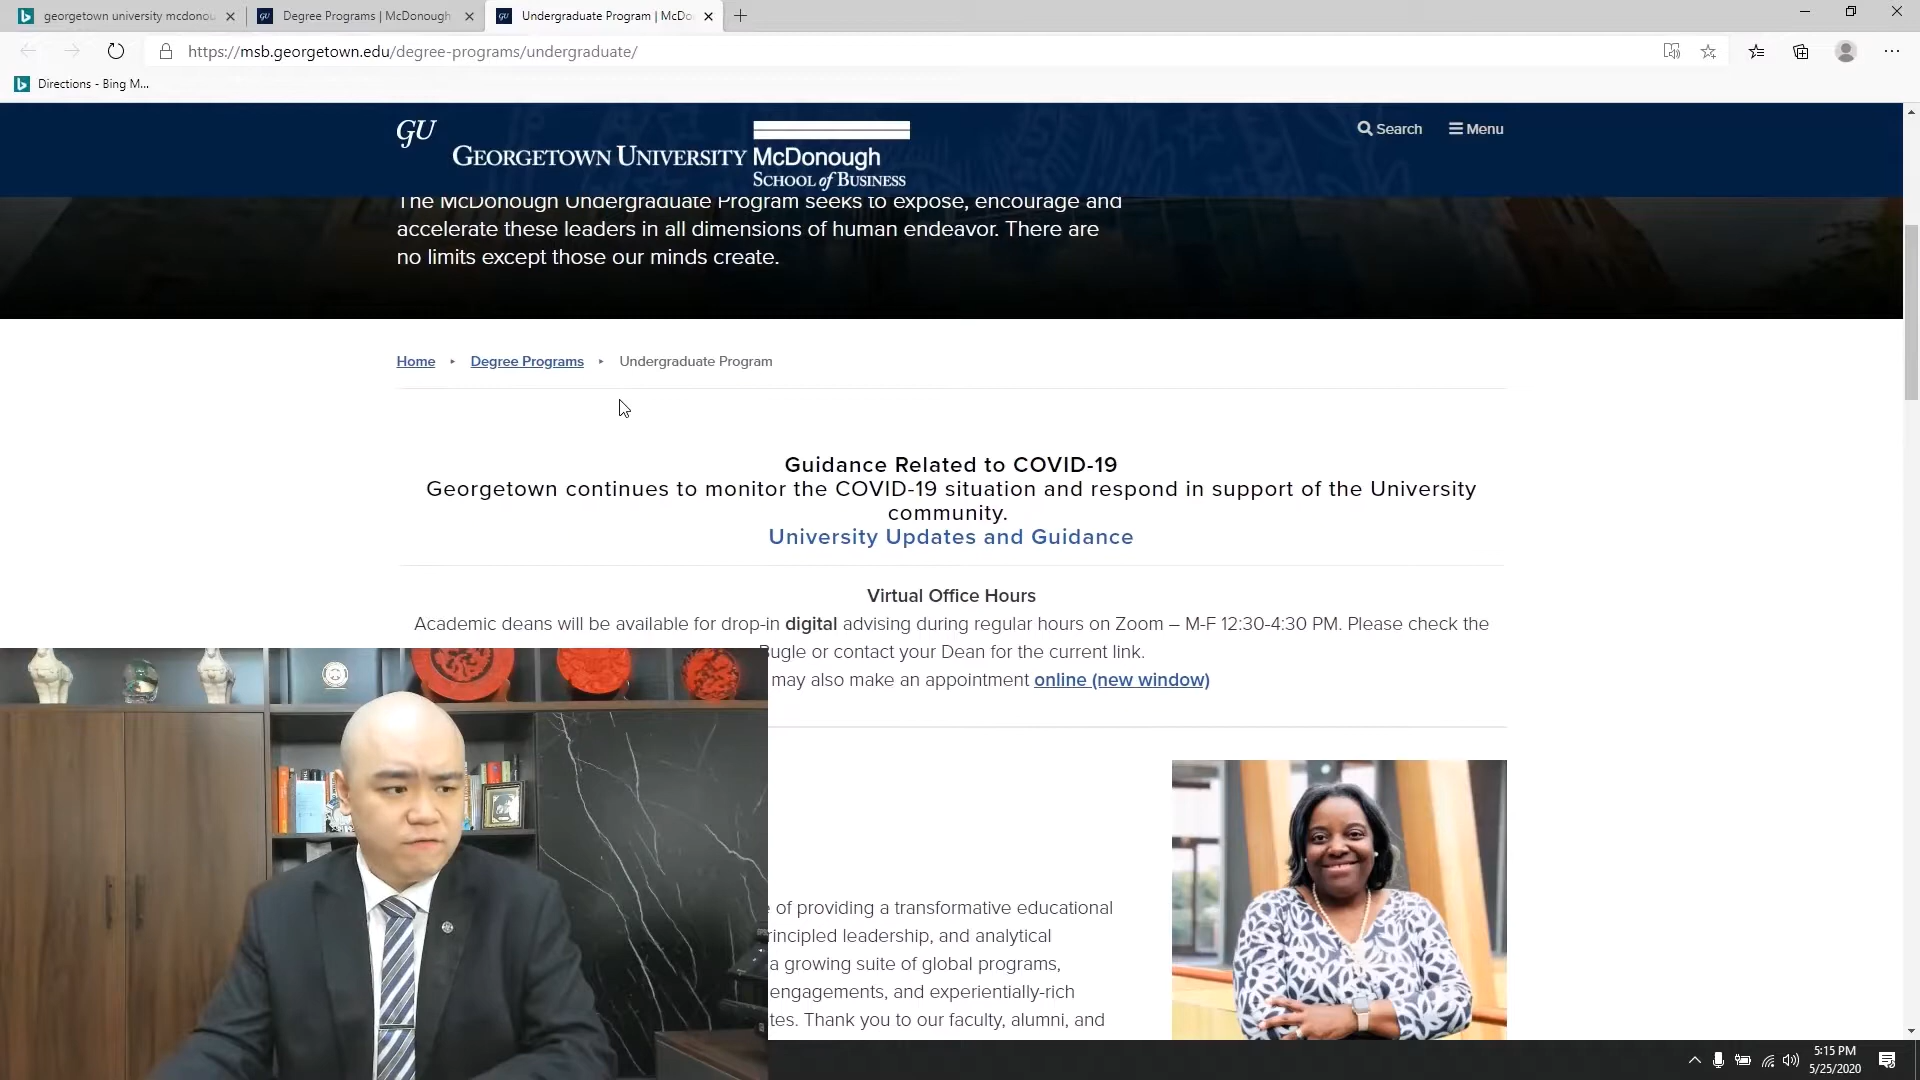 georgetown university mcdonou
Degree Programs | McDonough
Undergraduate Program | McDo
https://msb.georgetown.edu/degree-programs/undergraduate/
Directions - Bing M...
GU
GEORGETOWN UNIVERSITY
McDonough
SCHOOL of BUSINESS
Search
Menu
The McDonough Undergraduate Program seeks to expose, encourage and
accelerate these leaders in all dimensions of human endeavor. There are
no limits except those our minds create.
Home ‣ Degree Programs ‣ Undergraduate Program
Guidance Related to COVID-19
Georgetown continues to monitor the COVID-19 situation and respond in support of the University
community.
University Updates and Guidance
Virtual Office Hours
Academic deans will be available for drop-in digital advising during regular hours on Zoom – M-F 12:30-4:30 PM. Please check the
Bugle or contact your Dean for the current link.
may also make an appointment online (new window)
of providing a transformative educational
rincipled leadership, and analytical
a growing suite of global programs,
engagements, and experientially-rich
tes. Thank you to our faculty, alumni, and
5:15 PM
5/25/2020